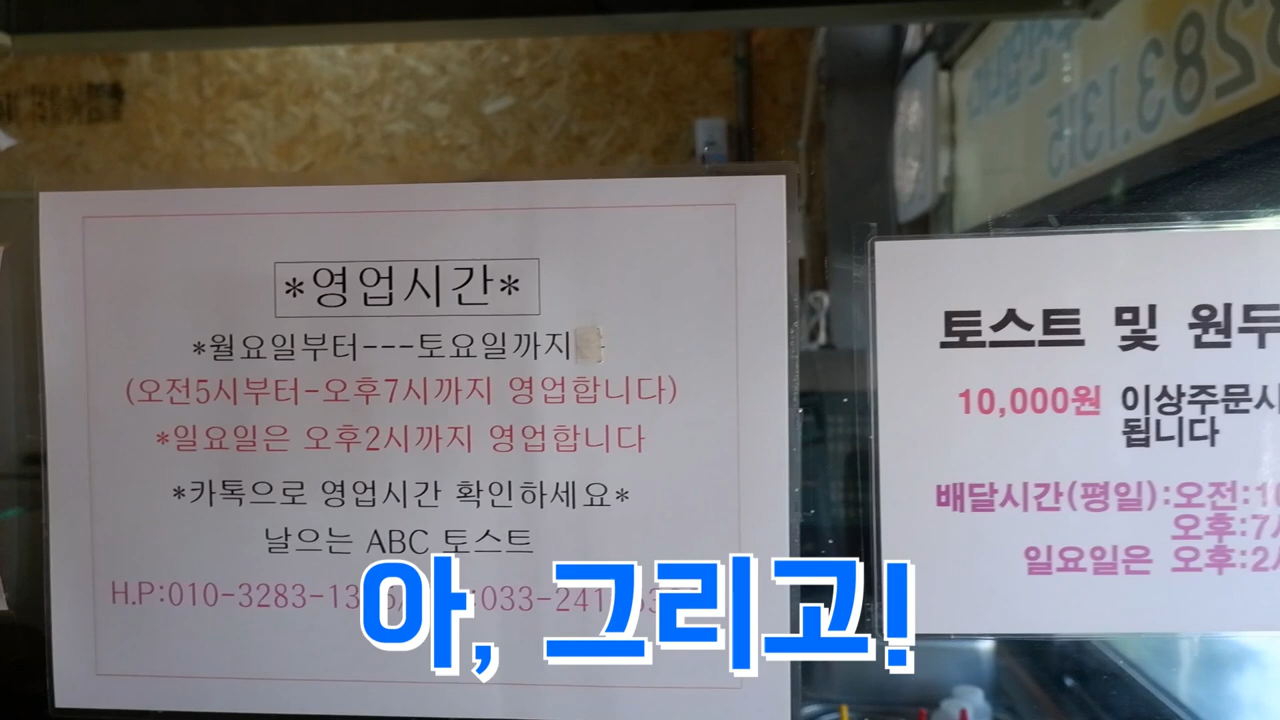 *영업시간*
*월요일부터---토요일까지
(오전5시부터-오후7시까지 영업합니다)
*일요일은 오후2시까지 영업합니다
*카톡으로 영업시간 확인하세요*
날으는 ABC 토스트
H.P:010-3283-13 :033-241
토스트 및 원두
10,000원 이상주문시
됩니다
배달시간(평일):오전:10
오후:7시
일요일은 오후:2시
3283.1315
아, 그리고!